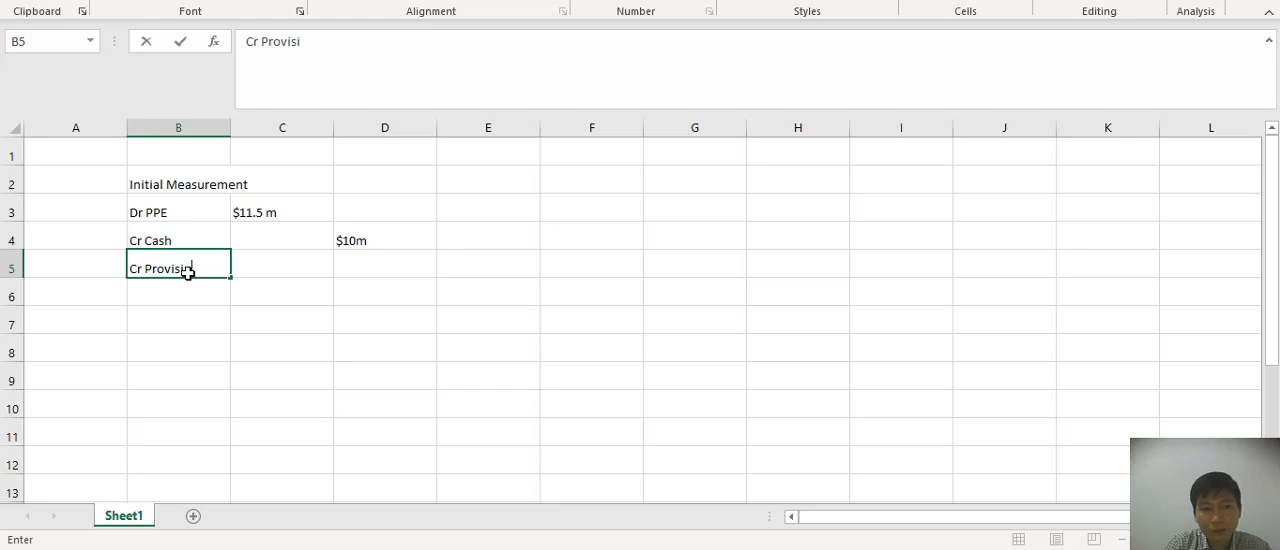 Clipboard Font Alignment Number Styles Cells Editing Analysis
B5 fx Cr Provisi
A B C D E F G H I J K L
1
2 Initial Measurement
3 Dr PPE $11.5 m
4 Cr Cash $10m
5 Cr Provisi
6
7
8
9
10
11
12
13
Sheet1
Enter